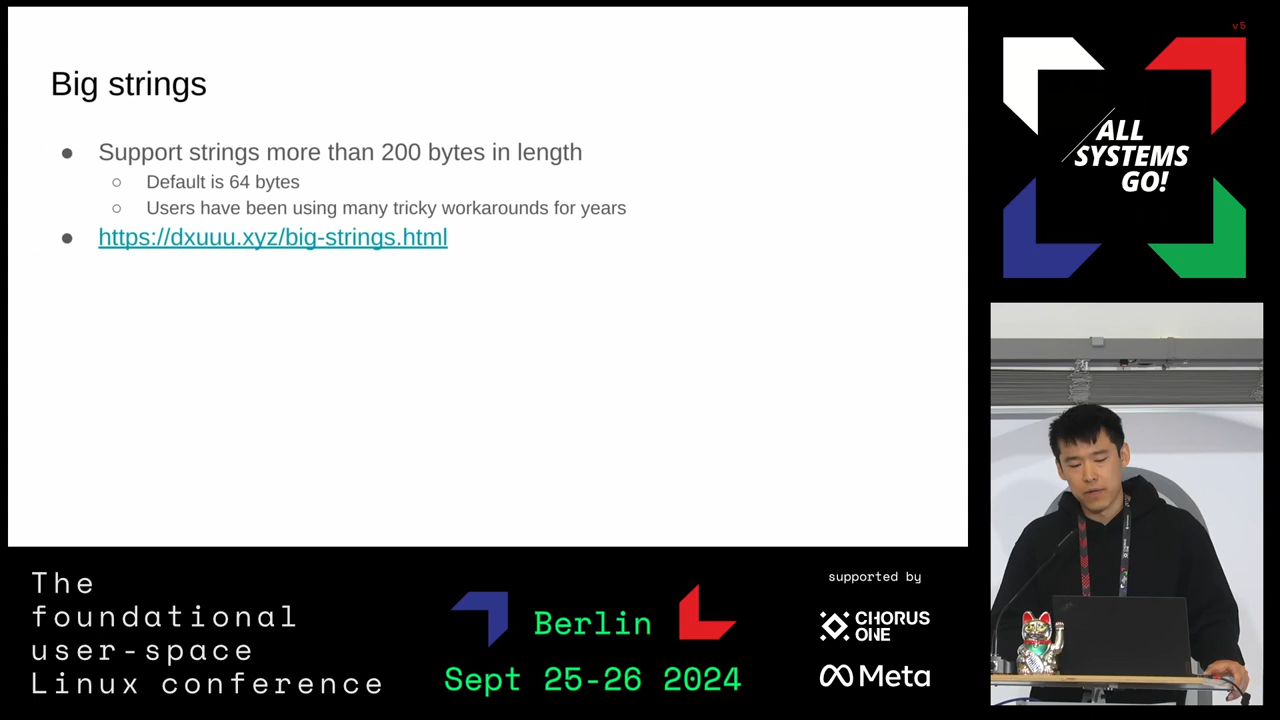 Big strings
● Support strings more than 200 bytes in length
○ Default is 64 bytes
○ Users have been using many tricky workarounds for years
● https://dxuuu.xyz/big-strings.html
v5
ALL
SYSTEMS
GO!
The
foundational
user-space
Linux conference
Berlin
Sept 25-26 2024
supported by
CHORUS
ONE
Meta